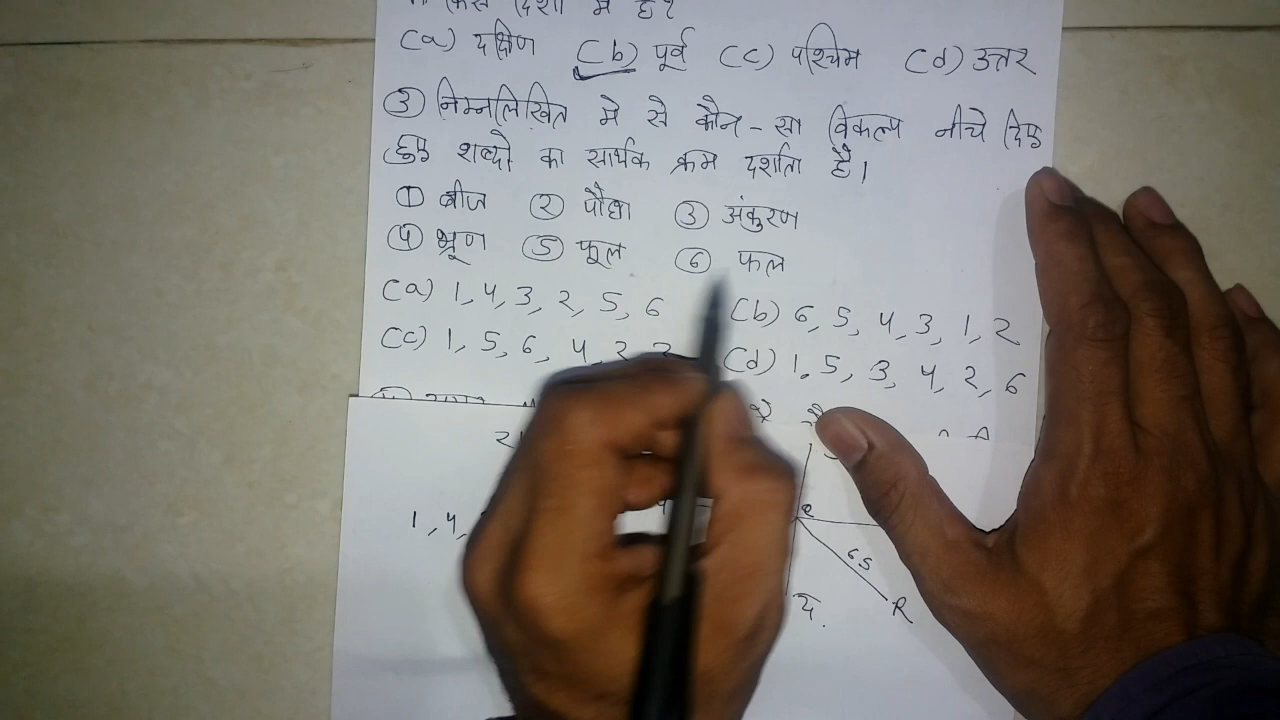 दिशा में है?
(a) दक्षिण (b) पूर्व (c) पश्चिम (d) उत्तर
③ निम्नलिखित मे से कौन-सा विकल्प नीचे दिए
हुए शब्दो का सार्थक क्रम दर्शाता है।
① बीज ② पौधा ③ अंकुरण
④ भ्रूण ⑤ फूल ⑥ फल
(a) 1, 4, 3, 2, 5, 6 (b) 6, 5, 4, 3, 1, 2
(c) 1, 5, 6, 4, (d) 1, 5, 3, 4, 2, 6
1, 4,
65
द. R